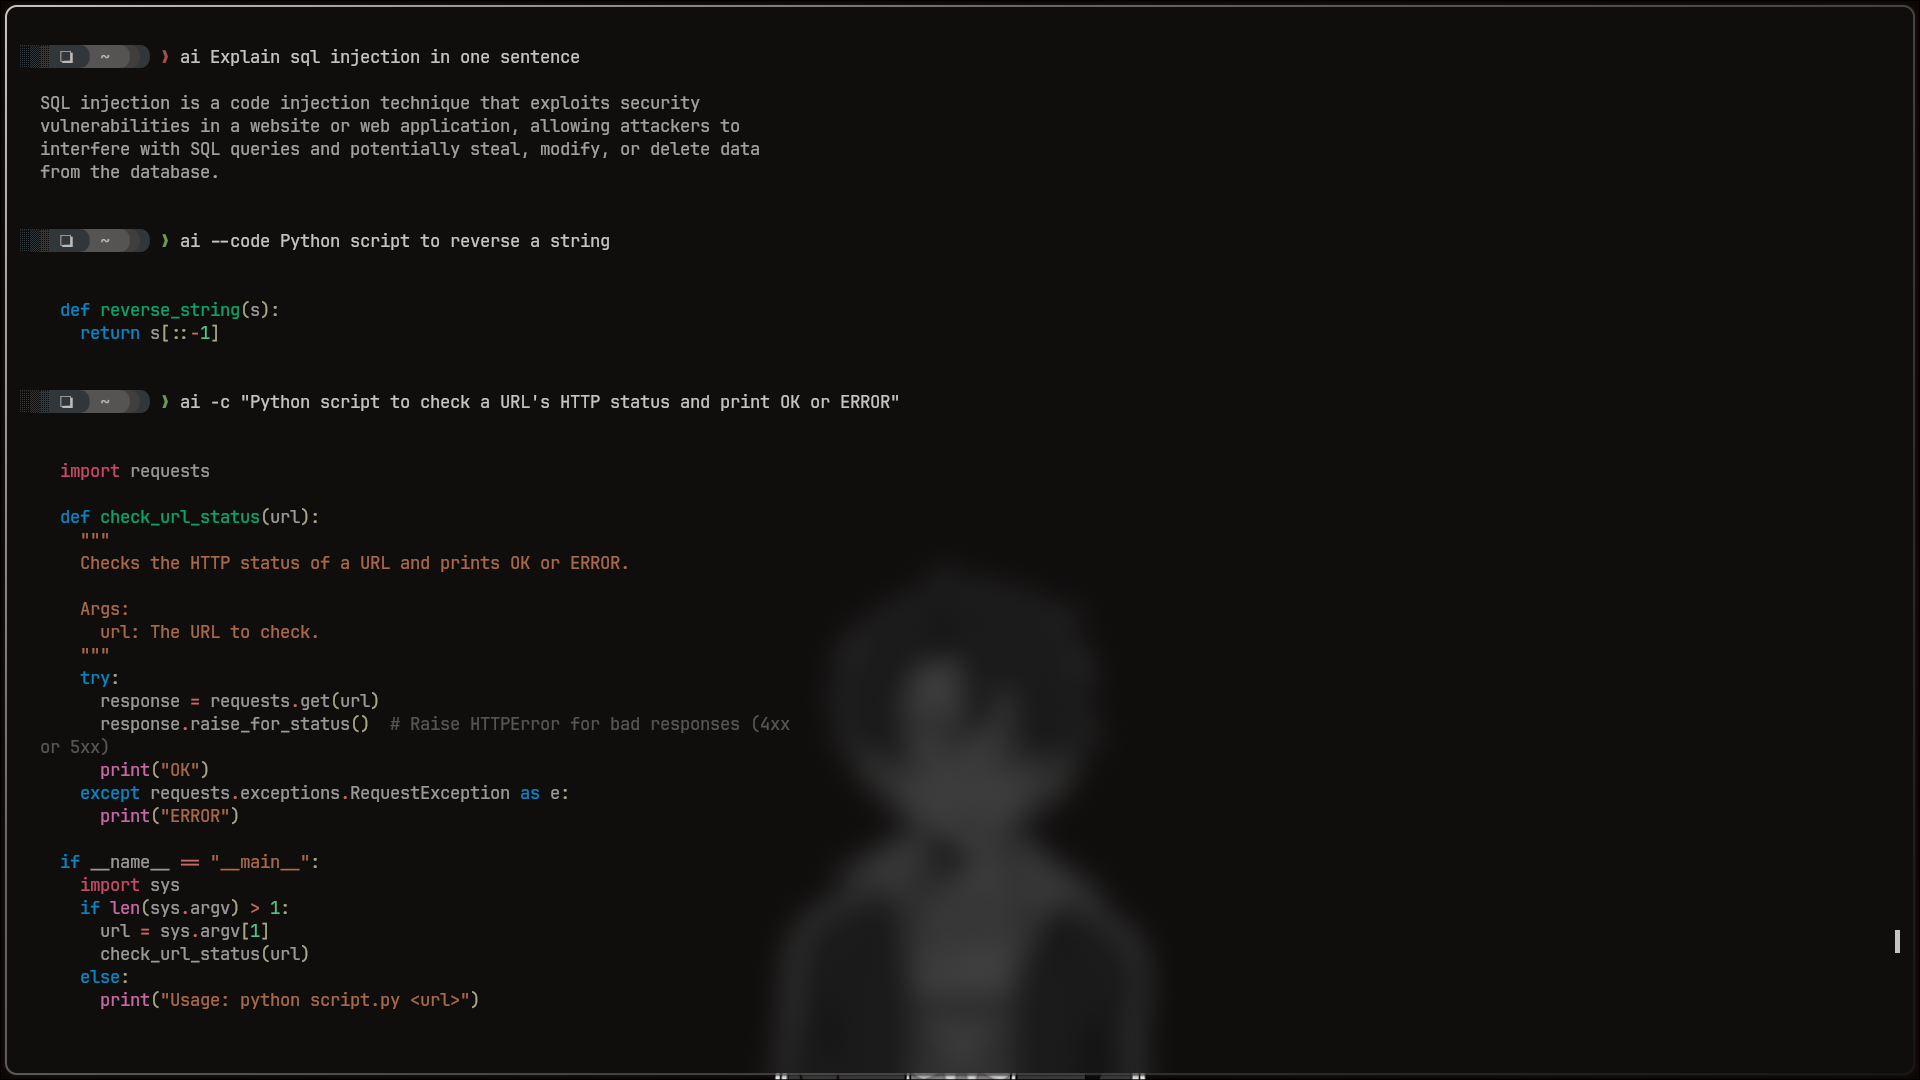 ~ ❯ ai Explain sql injection in one sentence
SQL injection is a code injection technique that exploits security
vulnerabilities in a website or web application, allowing attackers to
interfere with SQL queries and potentially steal, modify, or delete data
from the database.
~ ❯ ai --code Python script to reverse a string
def reverse_string(s):
  return s[::-1]
~ ❯ ai -c "Python script to check a URL's HTTP status and print OK or ERROR"
import requests
def check_url_status(url):
  """
  Checks the HTTP status of a URL and prints OK or ERROR.
  Args:
    url: The URL to check.
  """
  try:
    response = requests.get(url)
    response.raise_for_status()  # Raise HTTPError for bad responses (4xx
or 5xx)
    print("OK")
  except requests.exceptions.RequestException as e:
    print("ERROR")
if __name__ == "__main__":
  import sys
  if len(sys.argv) > 1:
    url = sys.argv[1]
    check_url_status(url)
  else:
    print("Usage: python script.py <url>")